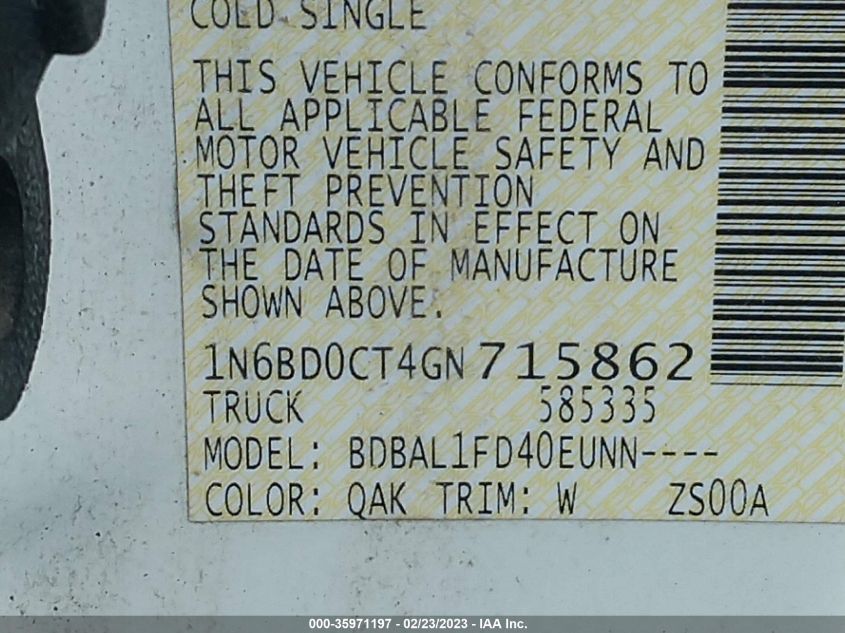 COLD SINGLE
THIS VEHICLE CONFORMS TO
ALL APPLICABLE FEDERAL
MOTOR VEHICLE SAFETY AND
THEFT PREVENTION
STANDARDS IN EFFECT ON
THE DATE OF MANUFACTURE
SHOWN ABOVE.
1N6BD0CT4GN715862
TRUCK 585335
MODEL: BDBAL1FD40EUNN----
COLOR: QAK TRIM: W ZS00A
000-35971197 - 02/23/2023 - IAA Inc.